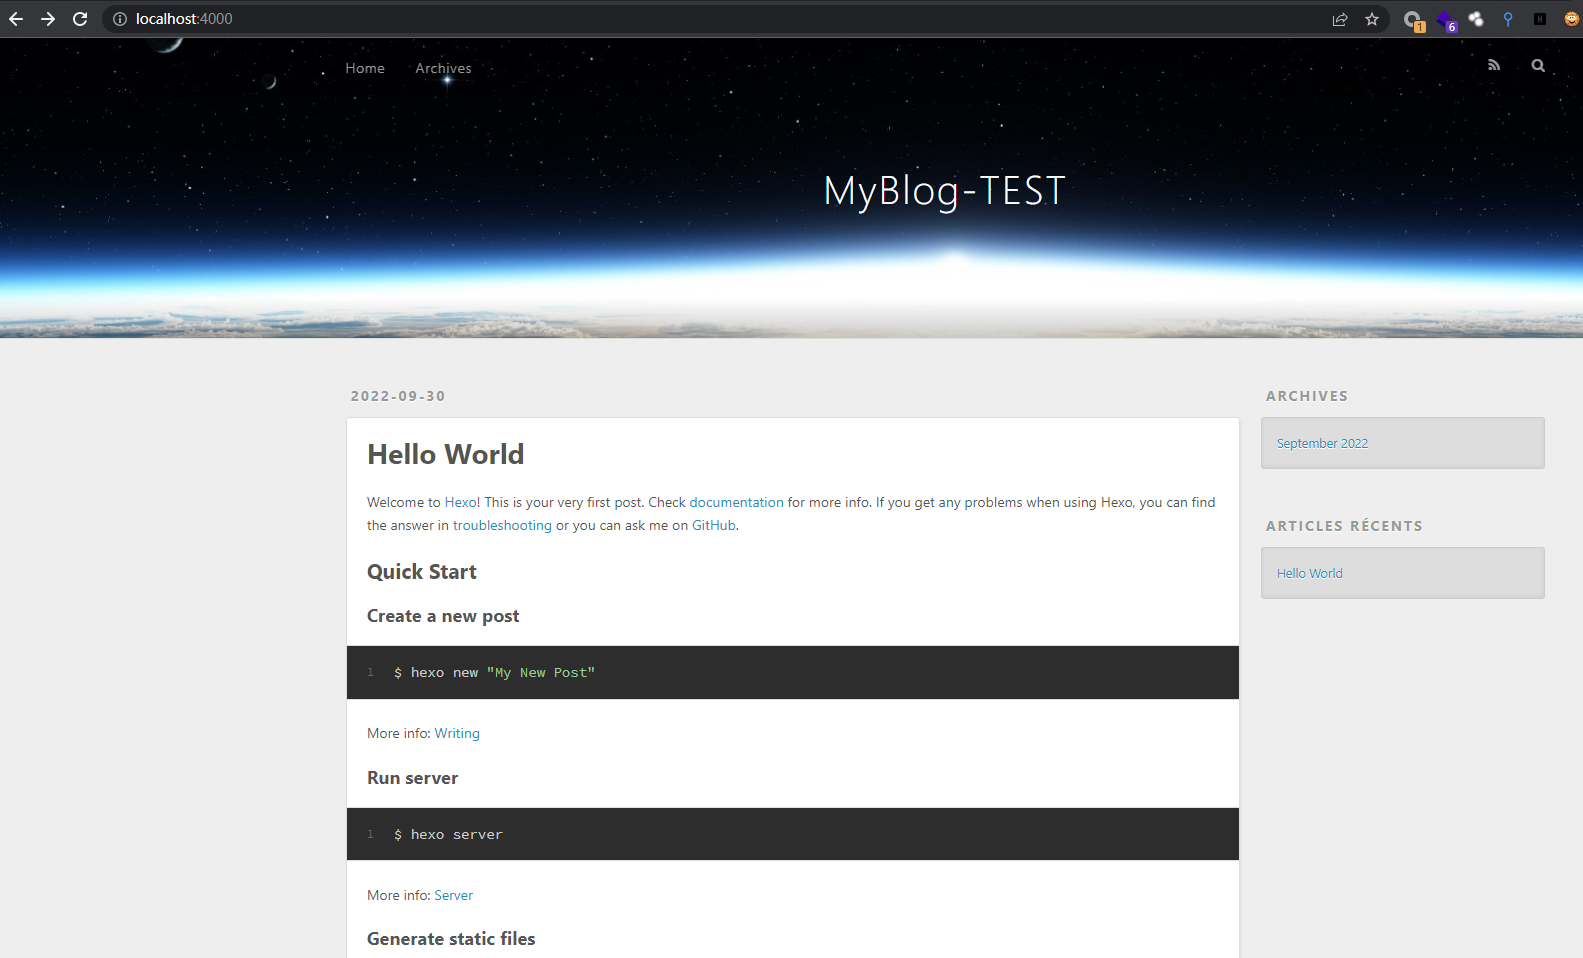 localhost:4000
1
6
Home
Archives
MyBlog-TEST
2022-09-30
Hello World
Welcome to Hexo! This is your very first post. Check documentation for more info. If you get any problems when using Hexo, you can find
the answer in troubleshooting or you can ask me on GitHub.
Quick Start
Create a new post
1 $ hexo new "My New Post"
More info: Writing
Run server
1 $ hexo server
More info: Server
Generate static files
ARCHIVES
September 2022
ARTICLES RÉCENTS
Hello World